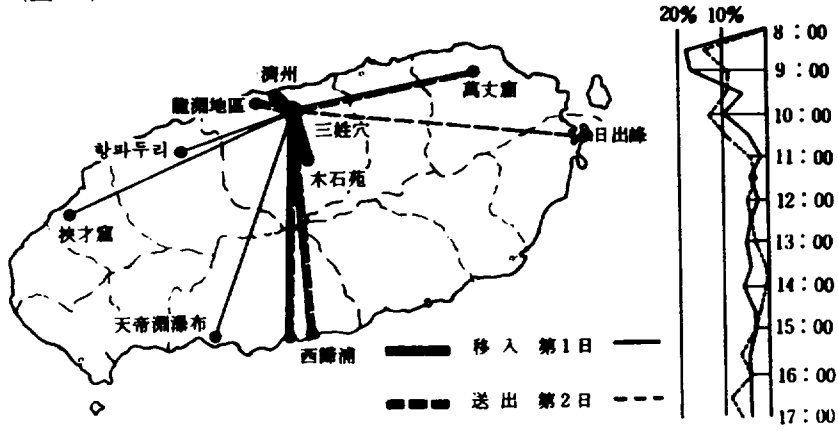 20% 10%
8:00
9:00
10:00
11:00
12:00
13:00
14:00
15:00
16:00
17:00
濟州
龍淵地區
萬丈窟
三姓穴
日出峰
항파두리
木石苑
挾才窟
天帝淵瀑布
西歸浦
移入 第1日
送出 第2日